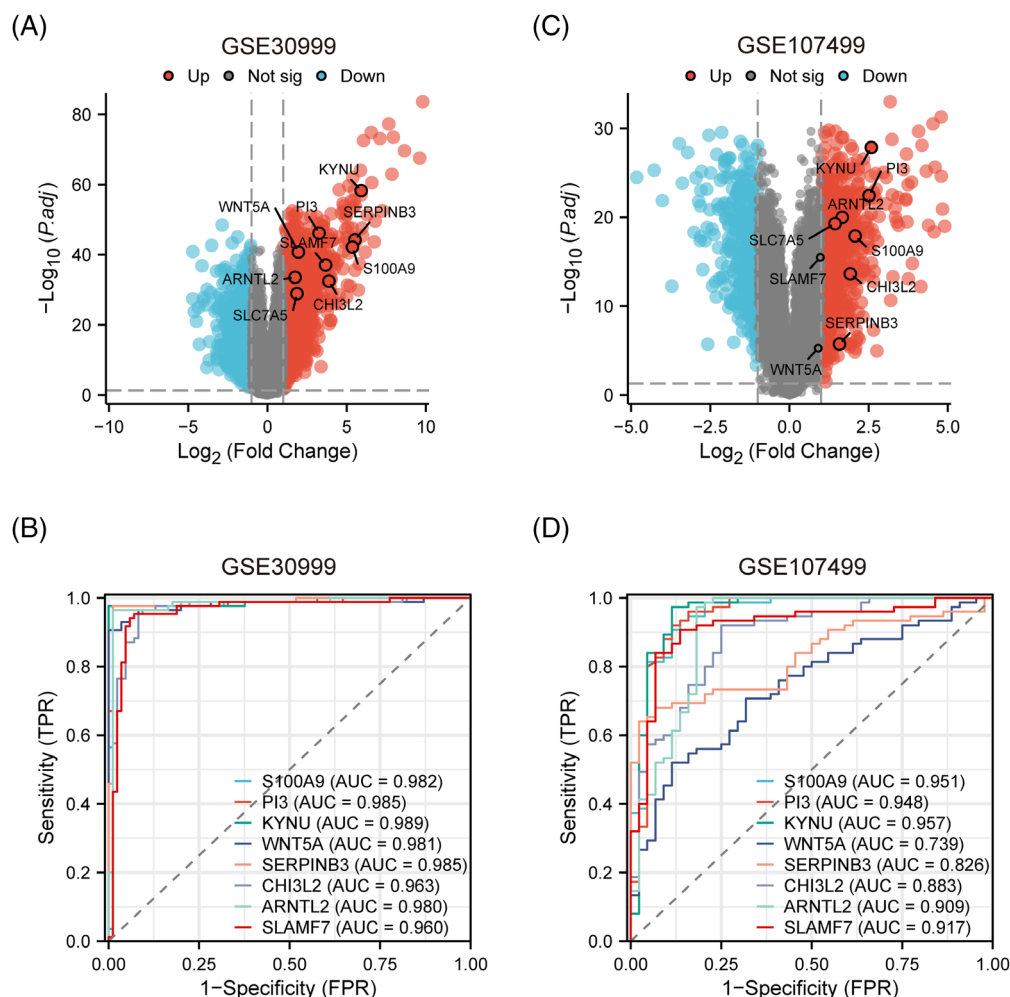 (A)
GSE30999
Up Not sig Down
−Log10 (P.adj)
80
60
40
20
0
KYNU
WNT5A
PI3
SERPINB3
SLAMF7
S100A9
ARNTL2
CHI3L2
SLC7A5
−10 −5 0 5 10
Log2 (Fold Change)
(C)
GSE107499
Up Not sig Down
−Log10 (P.adj)
30
20
10
0
KYNU
PI3
ARNTL2
SLC7A5
S100A9
SLAMF7
CHI3L2
SERPINB3
WNT5A
−5.0 −2.5 0.0 2.5 5.0
Log2 (Fold Change)
(B)
GSE30999
Sensitivity (TPR)
1.0
0.8
0.6
0.4
0.2
0.0
S100A9 (AUC = 0.982)
PI3 (AUC = 0.985)
KYNU (AUC = 0.989)
WNT5A (AUC = 0.981)
SERPINB3 (AUC = 0.985)
CHI3L2 (AUC = 0.963)
ARNTL2 (AUC = 0.980)
SLAMF7 (AUC = 0.960)
0.00 0.25 0.50 0.75 1.00
1−Specificity (FPR)
(D)
GSE107499
Sensitivity (TPR)
1.0
0.8
0.6
0.4
0.2
0.0
S100A9 (AUC = 0.951)
PI3 (AUC = 0.948)
KYNU (AUC = 0.957)
WNT5A (AUC = 0.739)
SERPINB3 (AUC = 0.826)
CHI3L2 (AUC = 0.883)
ARNTL2 (AUC = 0.909)
SLAMF7 (AUC = 0.917)
0.00 0.25 0.50 0.75 1.00
1−Specificity (FPR)